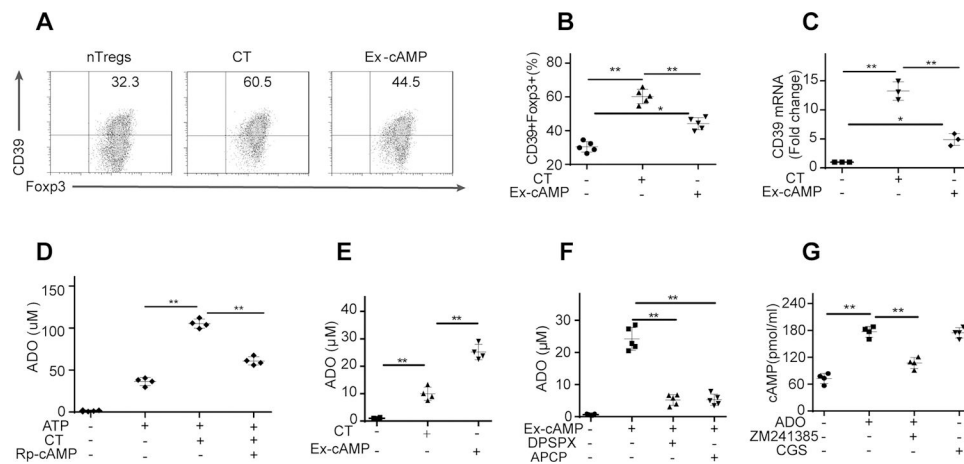 A
nTregs
CT
Ex-cAMP
32.3
60.5
44.5
CD39
Foxp3
B
CD39+Foxp3+(%)
80
60
40
20
**
**
*
CT - + -
Ex-cAMP - - +
C
CD39 mRNA
(Fold change)
15
10
5
0
**
**
*
CT - + -
Ex-cAMP - - +
D
ADO (uM)
150
100
50
0
**
**
ATP - + + +
CT - - + +
Rp-cAMP - - - +
E
ADO (µM)
40
30
20
10
0
**
**
CT - + -
Ex-cAMP - - +
F
ADO (µM)
40
30
20
10
0
**
**
Ex-cAMP - + + +
DPSPX - - + -
APCP - - - +
G
cAMP(pmol/ml)
240
180
120
60
0
**
**
ADO - + + -
ZM241385 - - + -
CGS - - - +